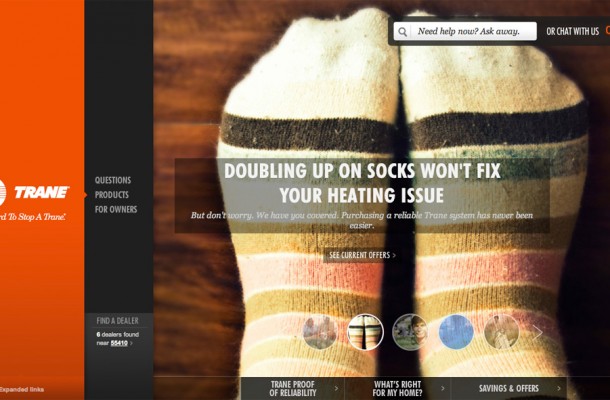 Need help now? Ask away.
OR CHAT WITH US
TRANE
To Stop A Trane.
QUESTIONS
PRODUCTS
FOR OWNERS
DOUBLING UP ON SOCKS WON'T FIX
YOUR HEATING ISSUE
But don't worry. We have you covered. Purchasing a reliable Trane system has never been
easier.
SEE CURRENT OFFERS >
FIND A DEALER
6 dealers found
near 55410 >
Expanded links
TRANE PROOF
OF RELIABILITY >
WHAT'S RIGHT
FOR MY HOME? >
SAVINGS & OFFERS >